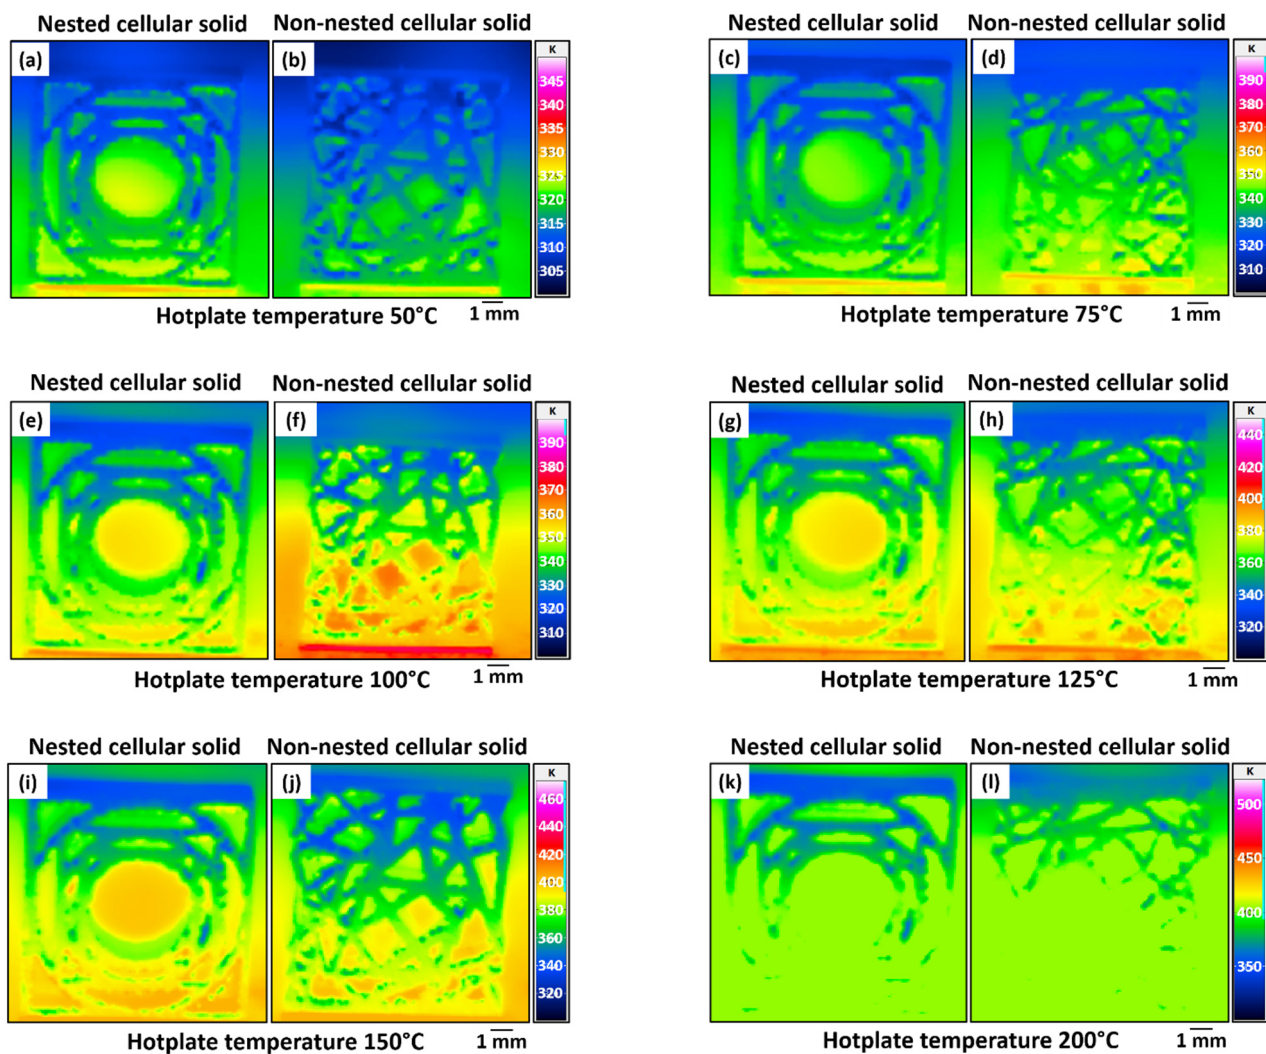 Nested cellular solid Non-nested cellular solid
(a) (b) K
345
340
335
330
325
320
315
310
305
Hotplate temperature 50°C 1 mm
Nested cellular solid Non-nested cellular solid
(c) (d) K
390
380
370
360
350
340
330
320
310
Hotplate temperature 75°C 1 mm
Nested cellular solid Non-nested cellular solid
(e) (f) K
390
380
370
360
350
340
330
320
310
Hotplate temperature 100°C 1 mm
Nested cellular solid Non-nested cellular solid
(g) (h) K
440
420
400
380
360
340
320
Hotplate temperature 125°C 1 mm
Nested cellular solid Non-nested cellular solid
(i) (j) K
460
440
420
400
380
360
340
320
Hotplate temperature 150°C 1 mm
Nested cellular solid Non-nested cellular solid
(k) (l) K
500
450
400
350
Hotplate temperature 200°C 1 mm